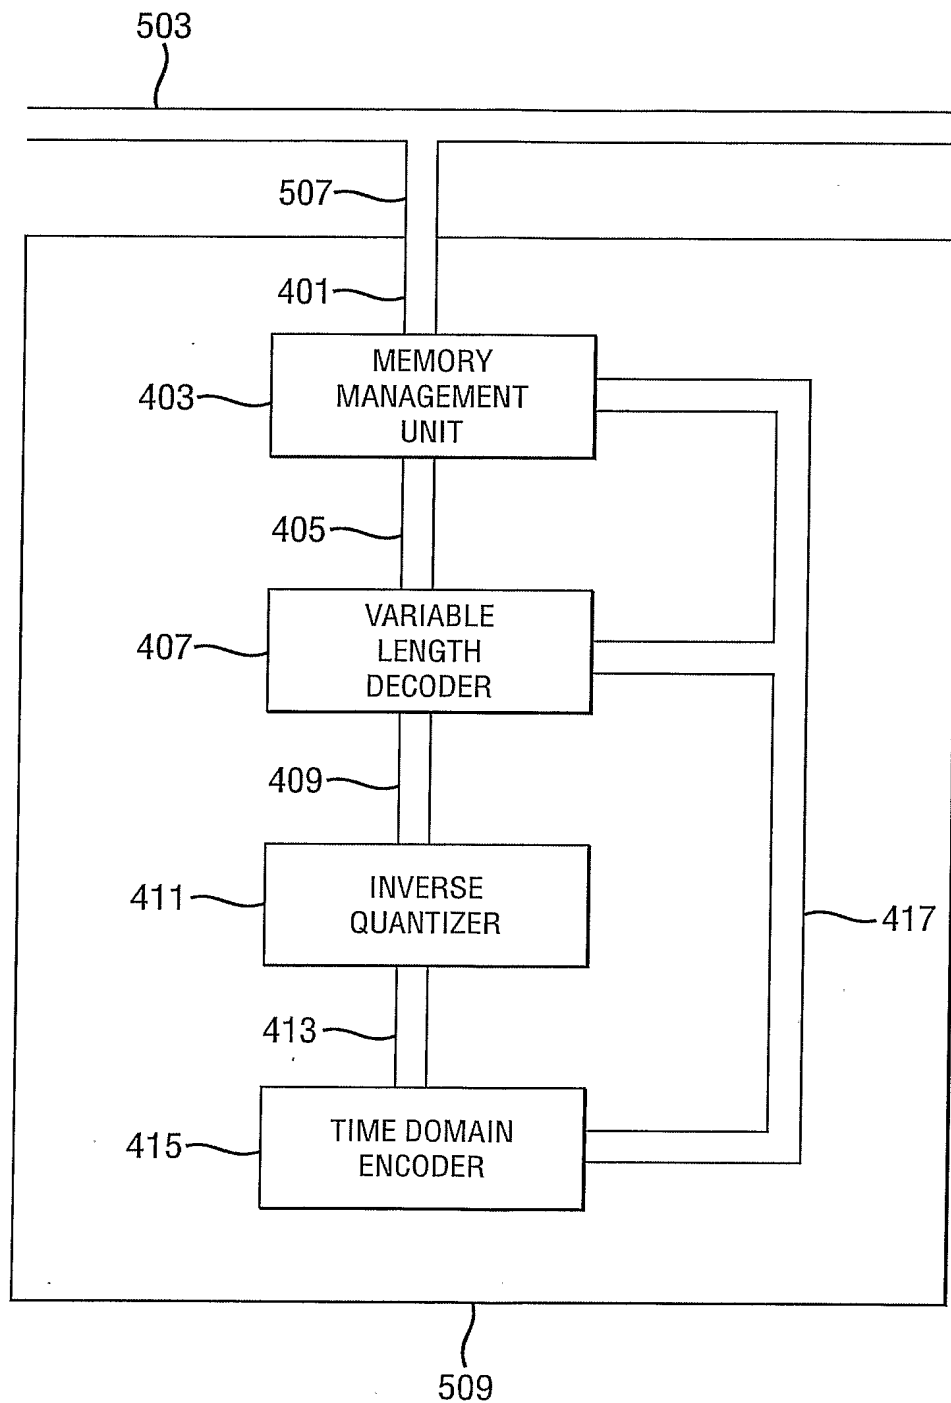 503
507
401
MEMORY
MANAGEMENT
UNIT
403
405
VARIABLE
LENGTH
DECODER
407
409
INVERSE
QUANTIZER
411
417
413
TIME DOMAIN
ENCODER
415
509